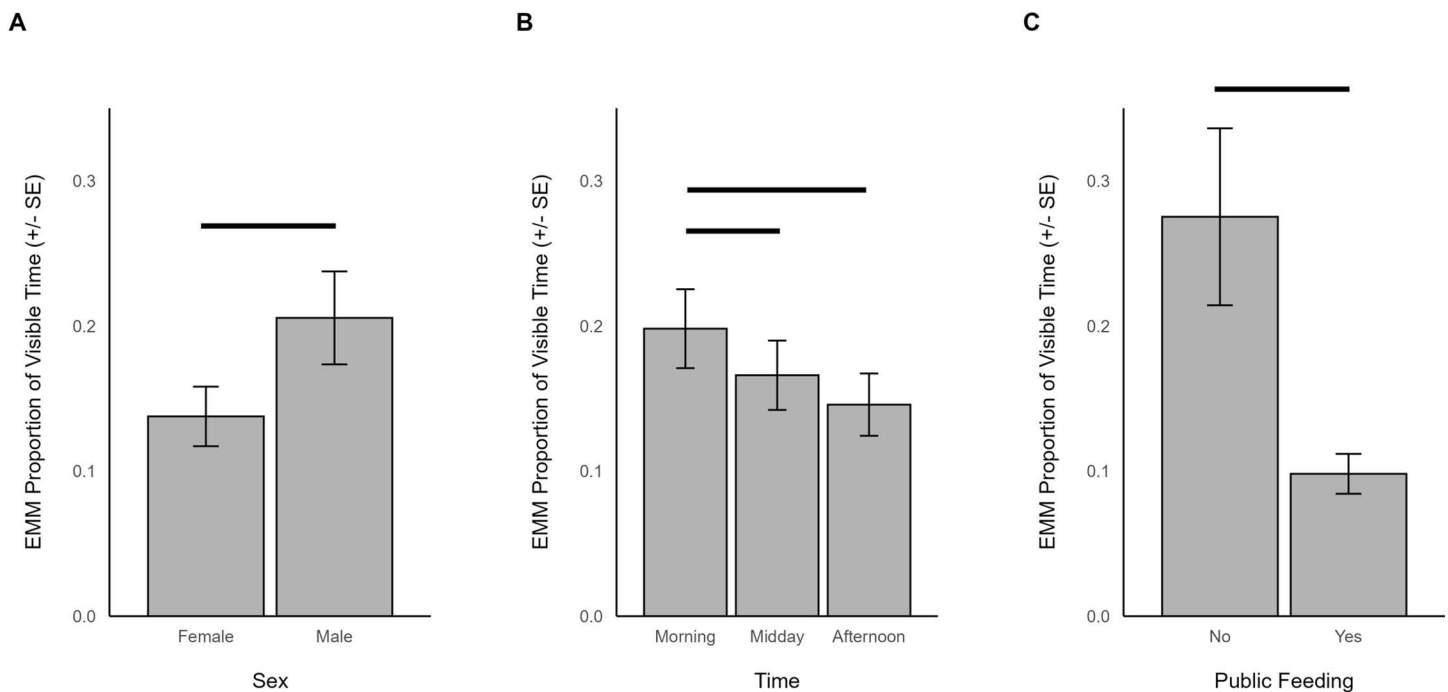 A
EMM Proportion of Visible Time (+/- SE)
0.3
0.2
0.1
0.0
Female Male
Sex
B
EMM Proportion of Visible Time (+/- SE)
0.3
0.2
0.1
0.0
Morning Midday Afternoon
Time
C
EMM Proportion of Visible Time (+/- SE)
0.3
0.2
0.1
0.0
No Yes
Public Feeding